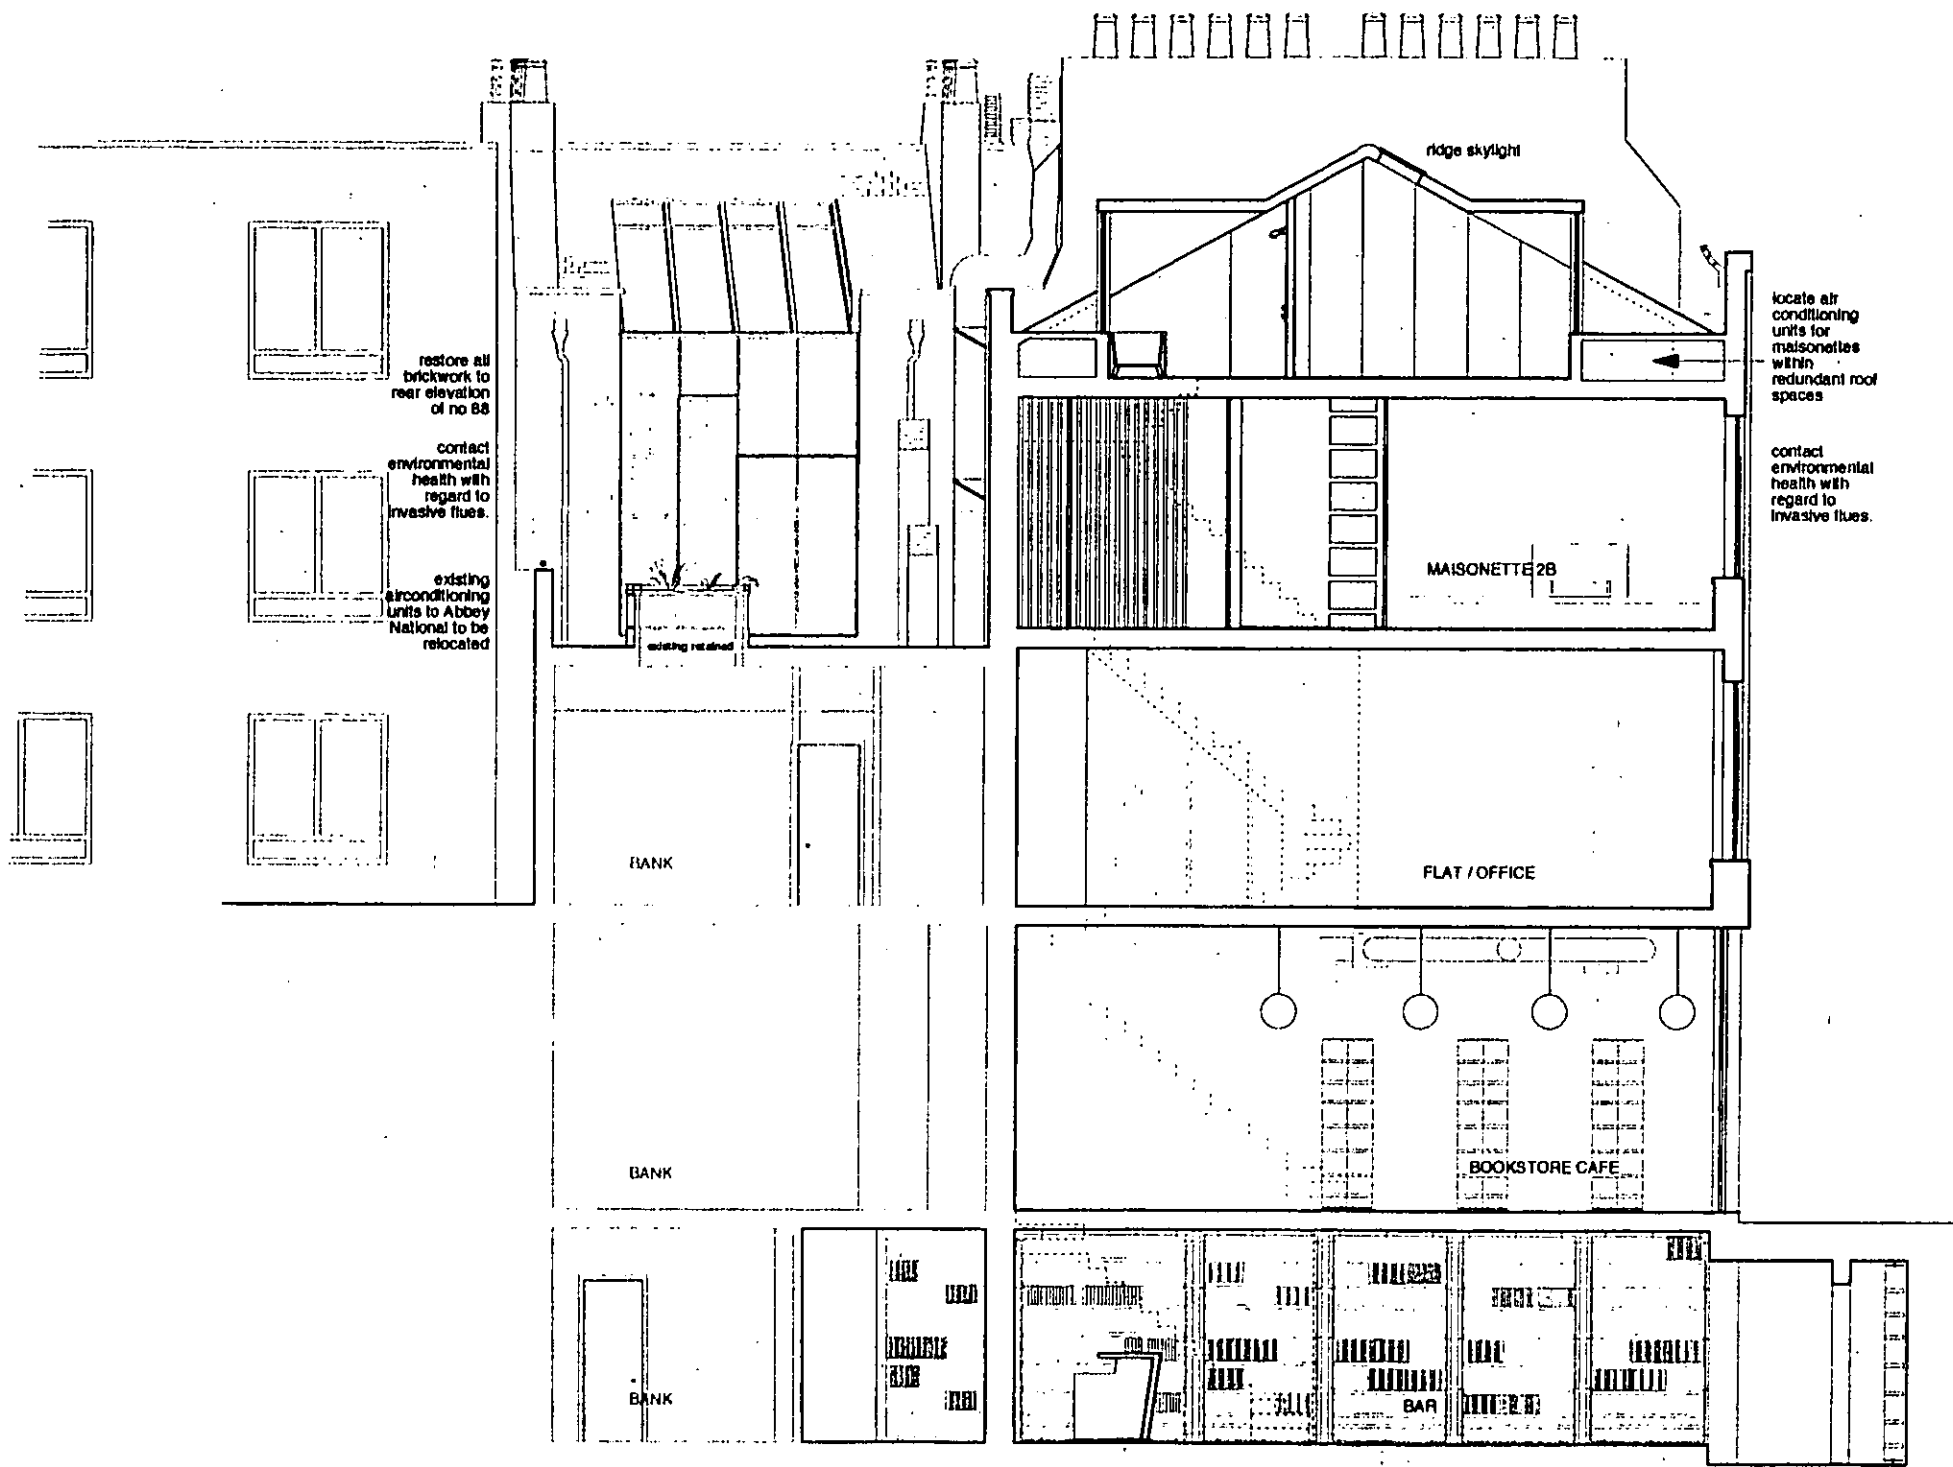 ridge skylight
locate air
conditioning
units for
maisonettes
within
redundant roof
spaces
restore all
brickwork to
rear elevation
of no 88
contact
environmental
health with
regard to
invasive flues.
contact
environmental
health with
regard to
invasive flues.
existing
airconditioning
units to Abbey
National to be
relocated
MAISONETTE 2B
existing retained
BANK
FLAT / OFFICE
BANK
BOOKSTORE CAFE
BANK
BAR